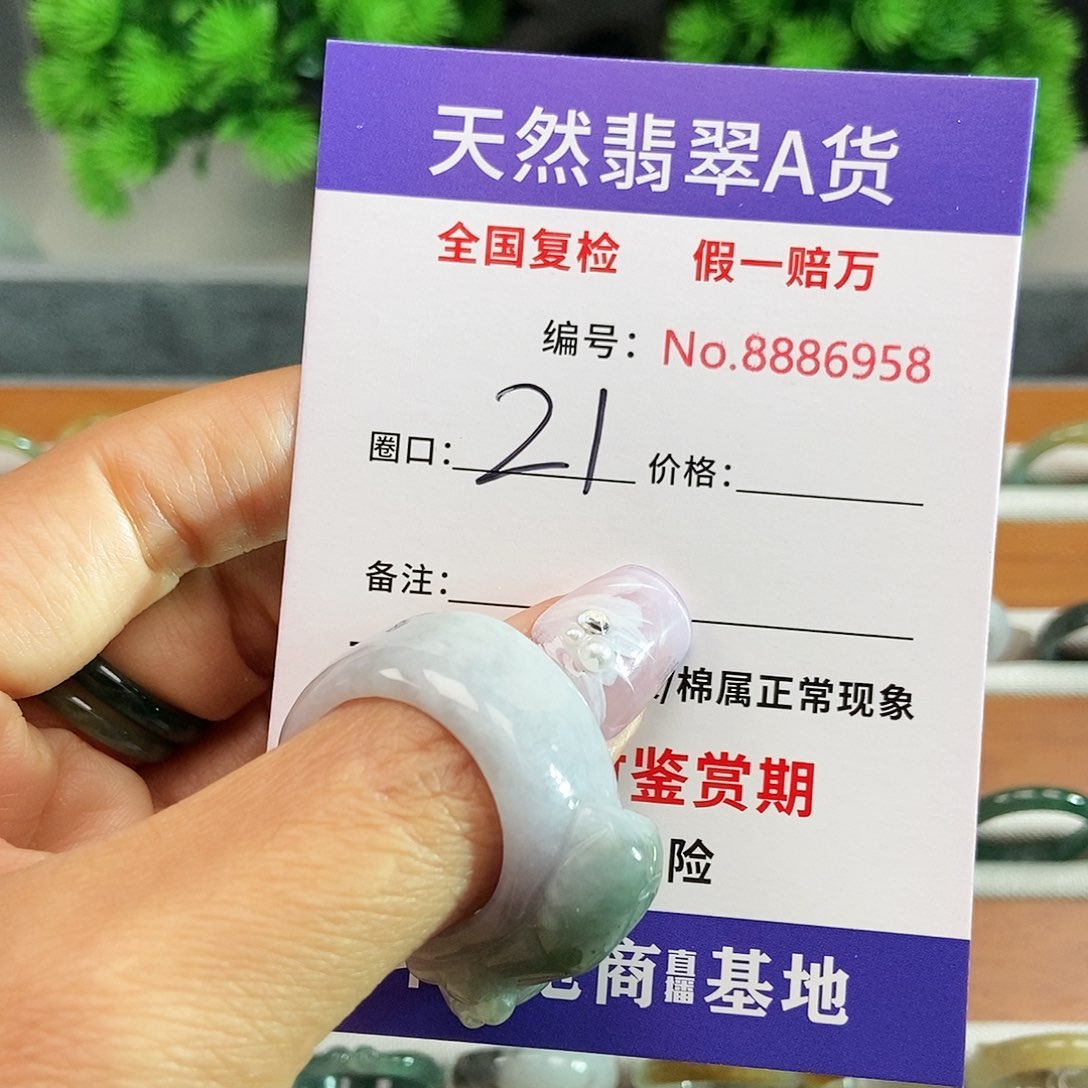 天然翡翠A货
全国复检 假一赔万
编号：No.8886958
圈口：21 价格：
备注：
/棉属正常现象
鉴赏期
险
商直播基地